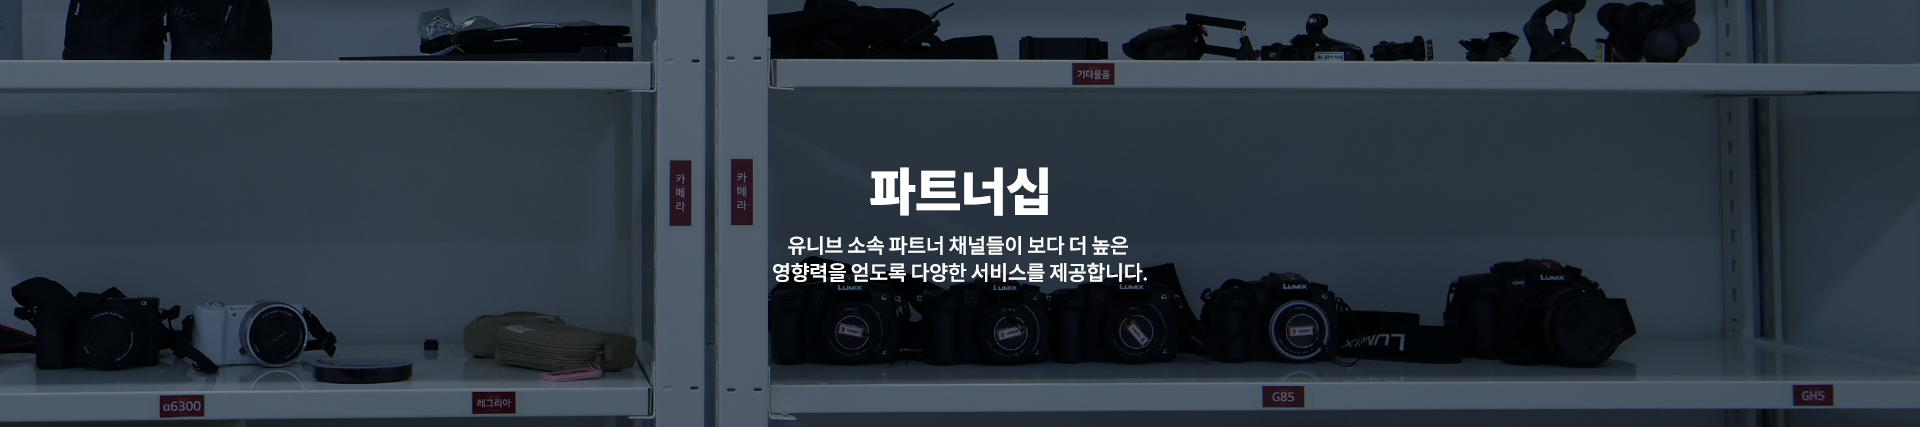 기타물품
카
메
라
카
메
라
파트너십
유니브 소속 파트너 채널들이 보다 더 높은
영향력을 얻도록 다양한 서비스를 제공합니다.
LUMIX
LUMIX
LUMIX
LUMIX
LUMIX
GH5
LUMIX
α6300
레그리아
G85
GH5